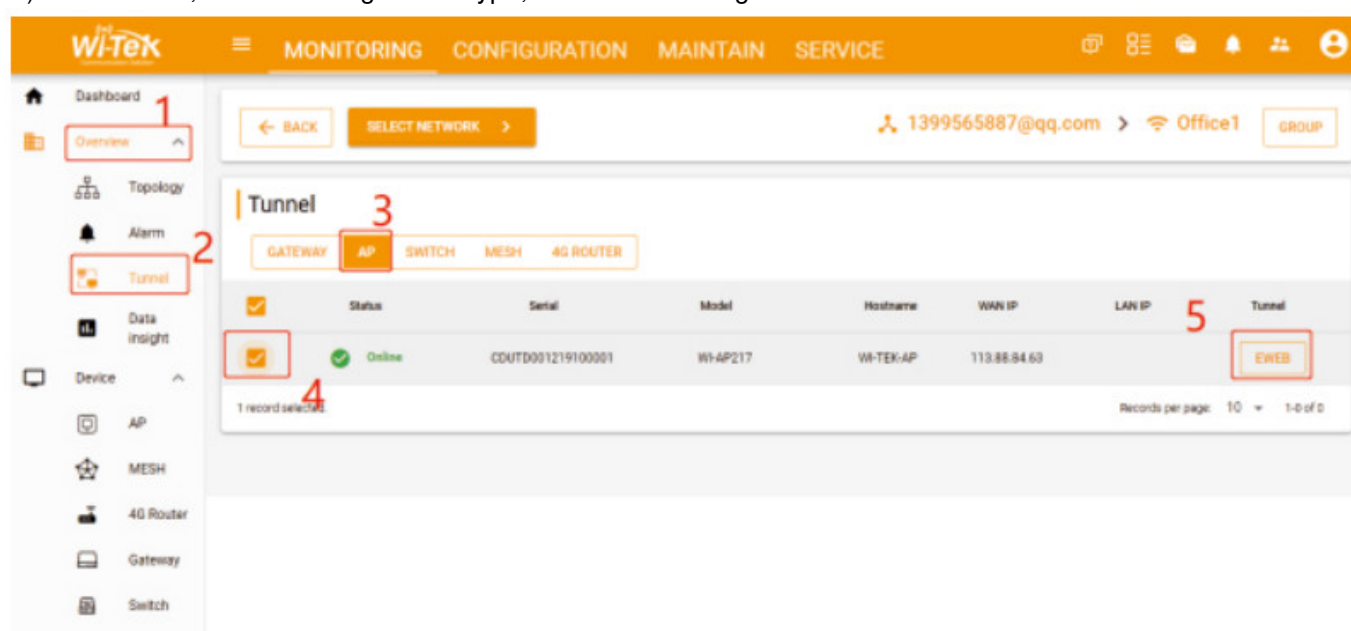 Wi-Tek
MONITORING CONFIGURATION MAINTAIN SERVICE
Dashboard
1
Overview
BACK
SELECT NETWORK
1399565887@qq.com > Office1
GROUP
Topology
Alarm
2
Tunnel
Data insight
Tunnel
3
GATEWAY AP SWITCH MESH 4G ROUTER
Status Serial Model Hostname WAN IP LAN IP Tunnel
5
Online CDUTD001219100001 WI-AP217 WI-TEK-AP 113.88.84.63 EWEB
4
1 record selected.
Records per page: 10 1-0 of 0
Device
AP
MESH
4G Router
Gateway
Switch